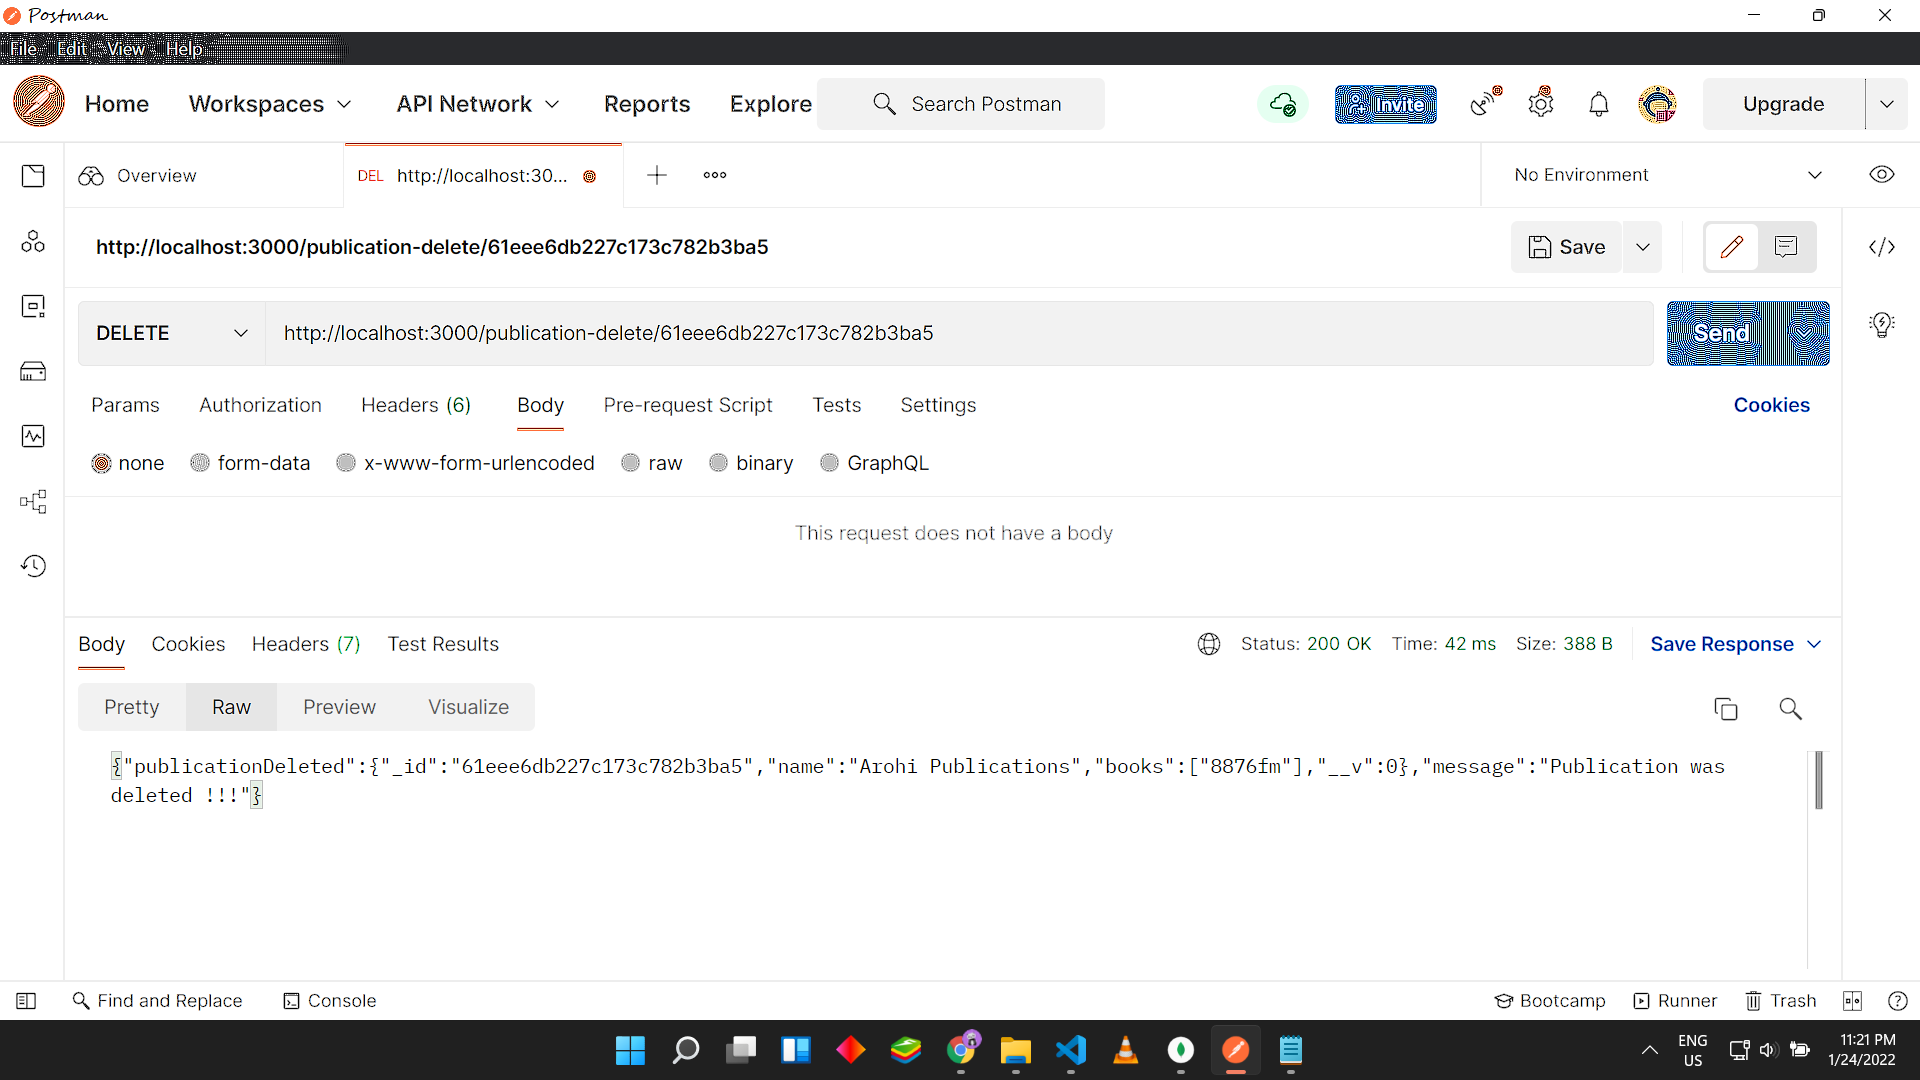 Postman
File Edit View Help
Home Workspaces API Network Reports Explore Search Postman Invite Upgrade
Overview DEL http://localhost:30... No Environment
http://localhost:3000/publication-delete/61eee6db227c173c782b3ba5 Save
DELETE http://localhost:3000/publication-delete/61eee6db227c173c782b3ba5 Send
Params Authorization Headers (6) Body Pre-request Script Tests Settings Cookies
none form-data x-www-form-urlencoded raw binary GraphQL
This request does not have a body
Body Cookies Headers (7) Test Results Status: 200 OK Time: 42 ms Size: 388 B Save Response
Pretty Raw Preview Visualize
{"publicationDeleted":{"_id":"61eee6db227c173c782b3ba5","name":"Arohi Publications","books":["8876fm"],"__v":0},"message":"Publication was
deleted !!!"}
Find and Replace Console Bootcamp Runner Trash
ENG 11:21 PM
US 1/24/2022